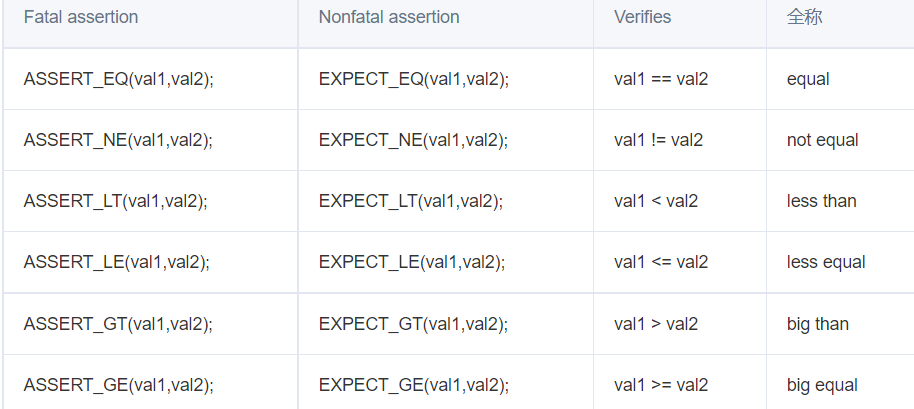 Fatal assertion Nonfatal assertion Verifies 全称
ASSERT_EQ(val1,val2); EXPECT_EQ(val1,val2); val1 == val2 equal
ASSERT_NE(val1,val2); EXPECT_NE(val1,val2); val1 != val2 not equal
ASSERT_LT(val1,val2); EXPECT_LT(val1,val2); val1 < val2 less than
ASSERT_LE(val1,val2); EXPECT_LE(val1,val2); val1 <= val2 less equal
ASSERT_GT(val1,val2); EXPECT_GT(val1,val2); val1 > val2 big than
ASSERT_GE(val1,val2); EXPECT_GE(val1,val2); val1 >= val2 big equal